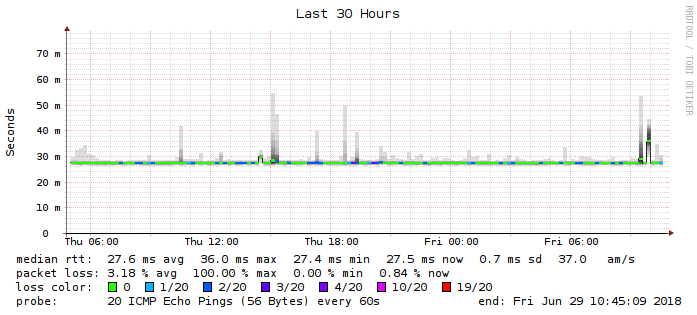 Last 30 Hours
RRDTOOL / TOBI OETIKER
Seconds
70 m
60 m
50 m
40 m
30 m
20 m
10 m
0
Thu 06:00 Thu 12:00 Thu 18:00 Fri 00:00 Fri 06:00
median rtt: 27.6 ms avg 36.0 ms max 27.4 ms min 27.5 ms now 0.7 ms sd 37.0 am/s
packet loss: 3.18 % avg 100.00 % max 0.00 % min 0.84 % now
loss color: 0 1/20 2/20 3/20 4/20 10/20 19/20
probe: 20 ICMP Echo Pings (56 Bytes) every 60s end: Fri Jun 29 10:45:09 2018